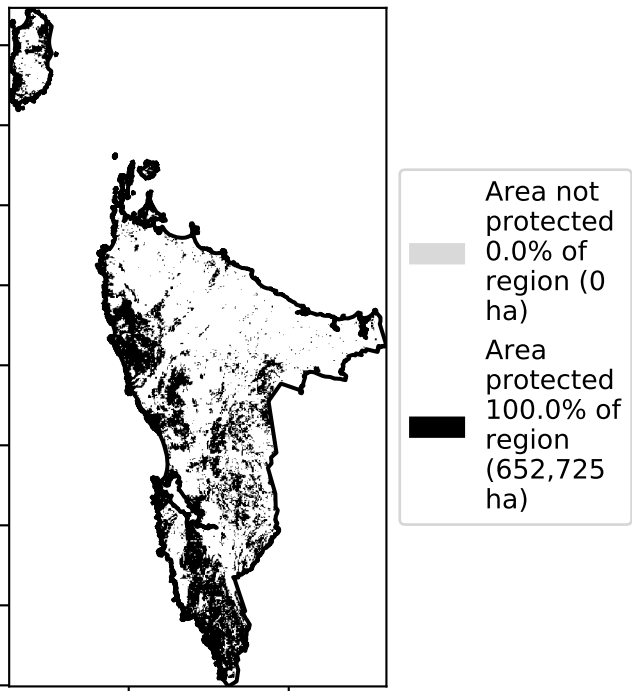 Area not
protected
0.0% of
region (0
ha)
Area
protected
100.0% of
region
(652,725
ha)